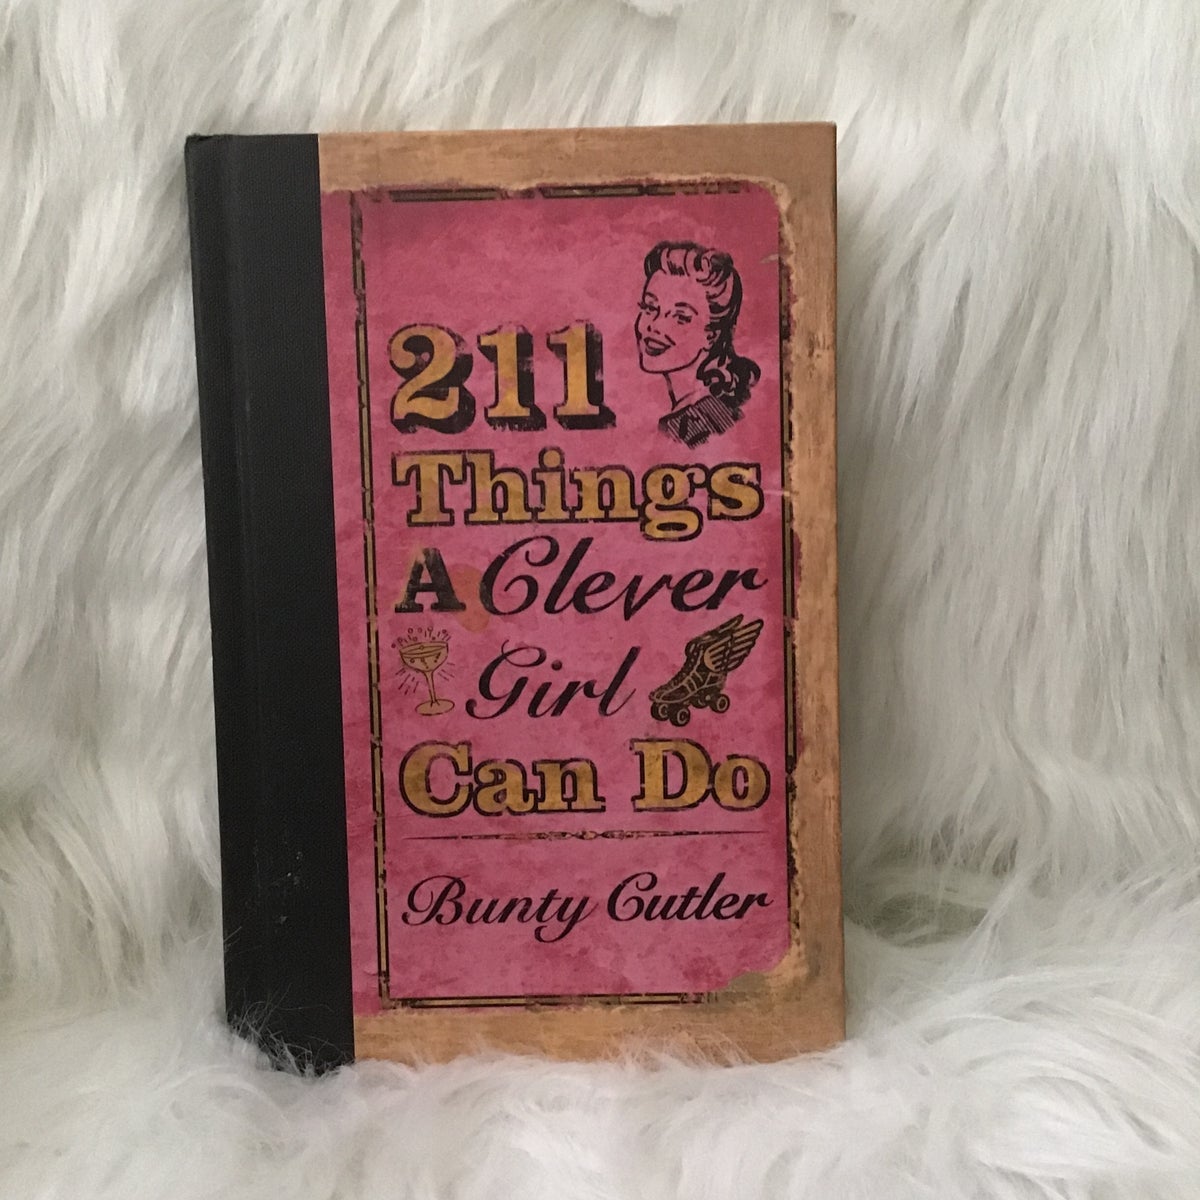 211
Things
A Clever
Girl
Can Do
Bunty Cutler